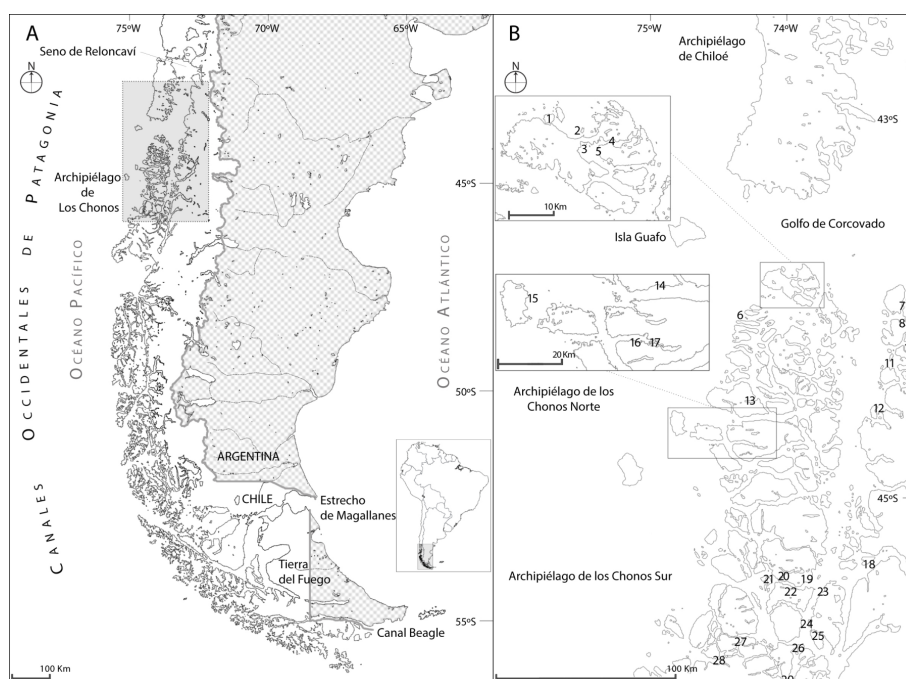 A
75ºW
70ºW
65ºW
Seno de Reloncaví
N
CANALES OCCIDENTALES DE PATAGONIA
Archipiélago
de
Los Chonos
45ºS
OCÉANO PACÍFICO
OCÉANO ATLÁNTICO
50ºS
ARGENTINA
CHILE
Estrecho
de Magallanes
Tierra
del Fuego
Canal Beagle
55ºS
100 Km
B
75ºW
74ºW
Archipiélago
de Chiloé
N
43ºS
1
2
3
4
5
10 Km
Isla Guafo
Golfo de Corcovado
6
7
8
11
12
13
14
15
16
17
20 Km
Archipiélago de los
Chonos Norte
45ºS
Archipiélago de los Chonos Sur
18
21
20
19
22
23
24
25
26
27
28
100 Km